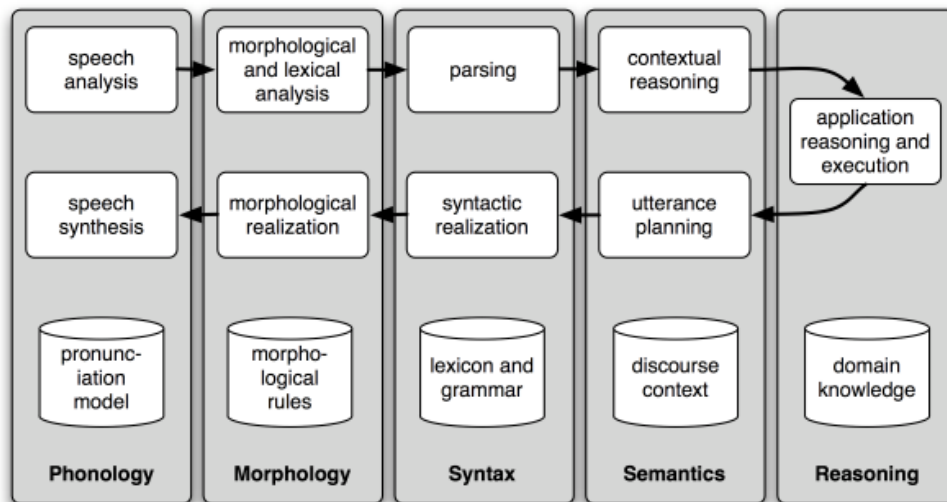 speech
analysis
morphological
and lexical
analysis
parsing
contextual
reasoning
application
reasoning and
execution
speech
synthesis
morphological
realization
syntactic
realization
utterance
planning
pronunc-
iation
model
morpho-
logical
rules
lexicon and
grammar
discourse
context
domain
knowledge
Phonology
Morphology
Syntax
Semantics
Reasoning